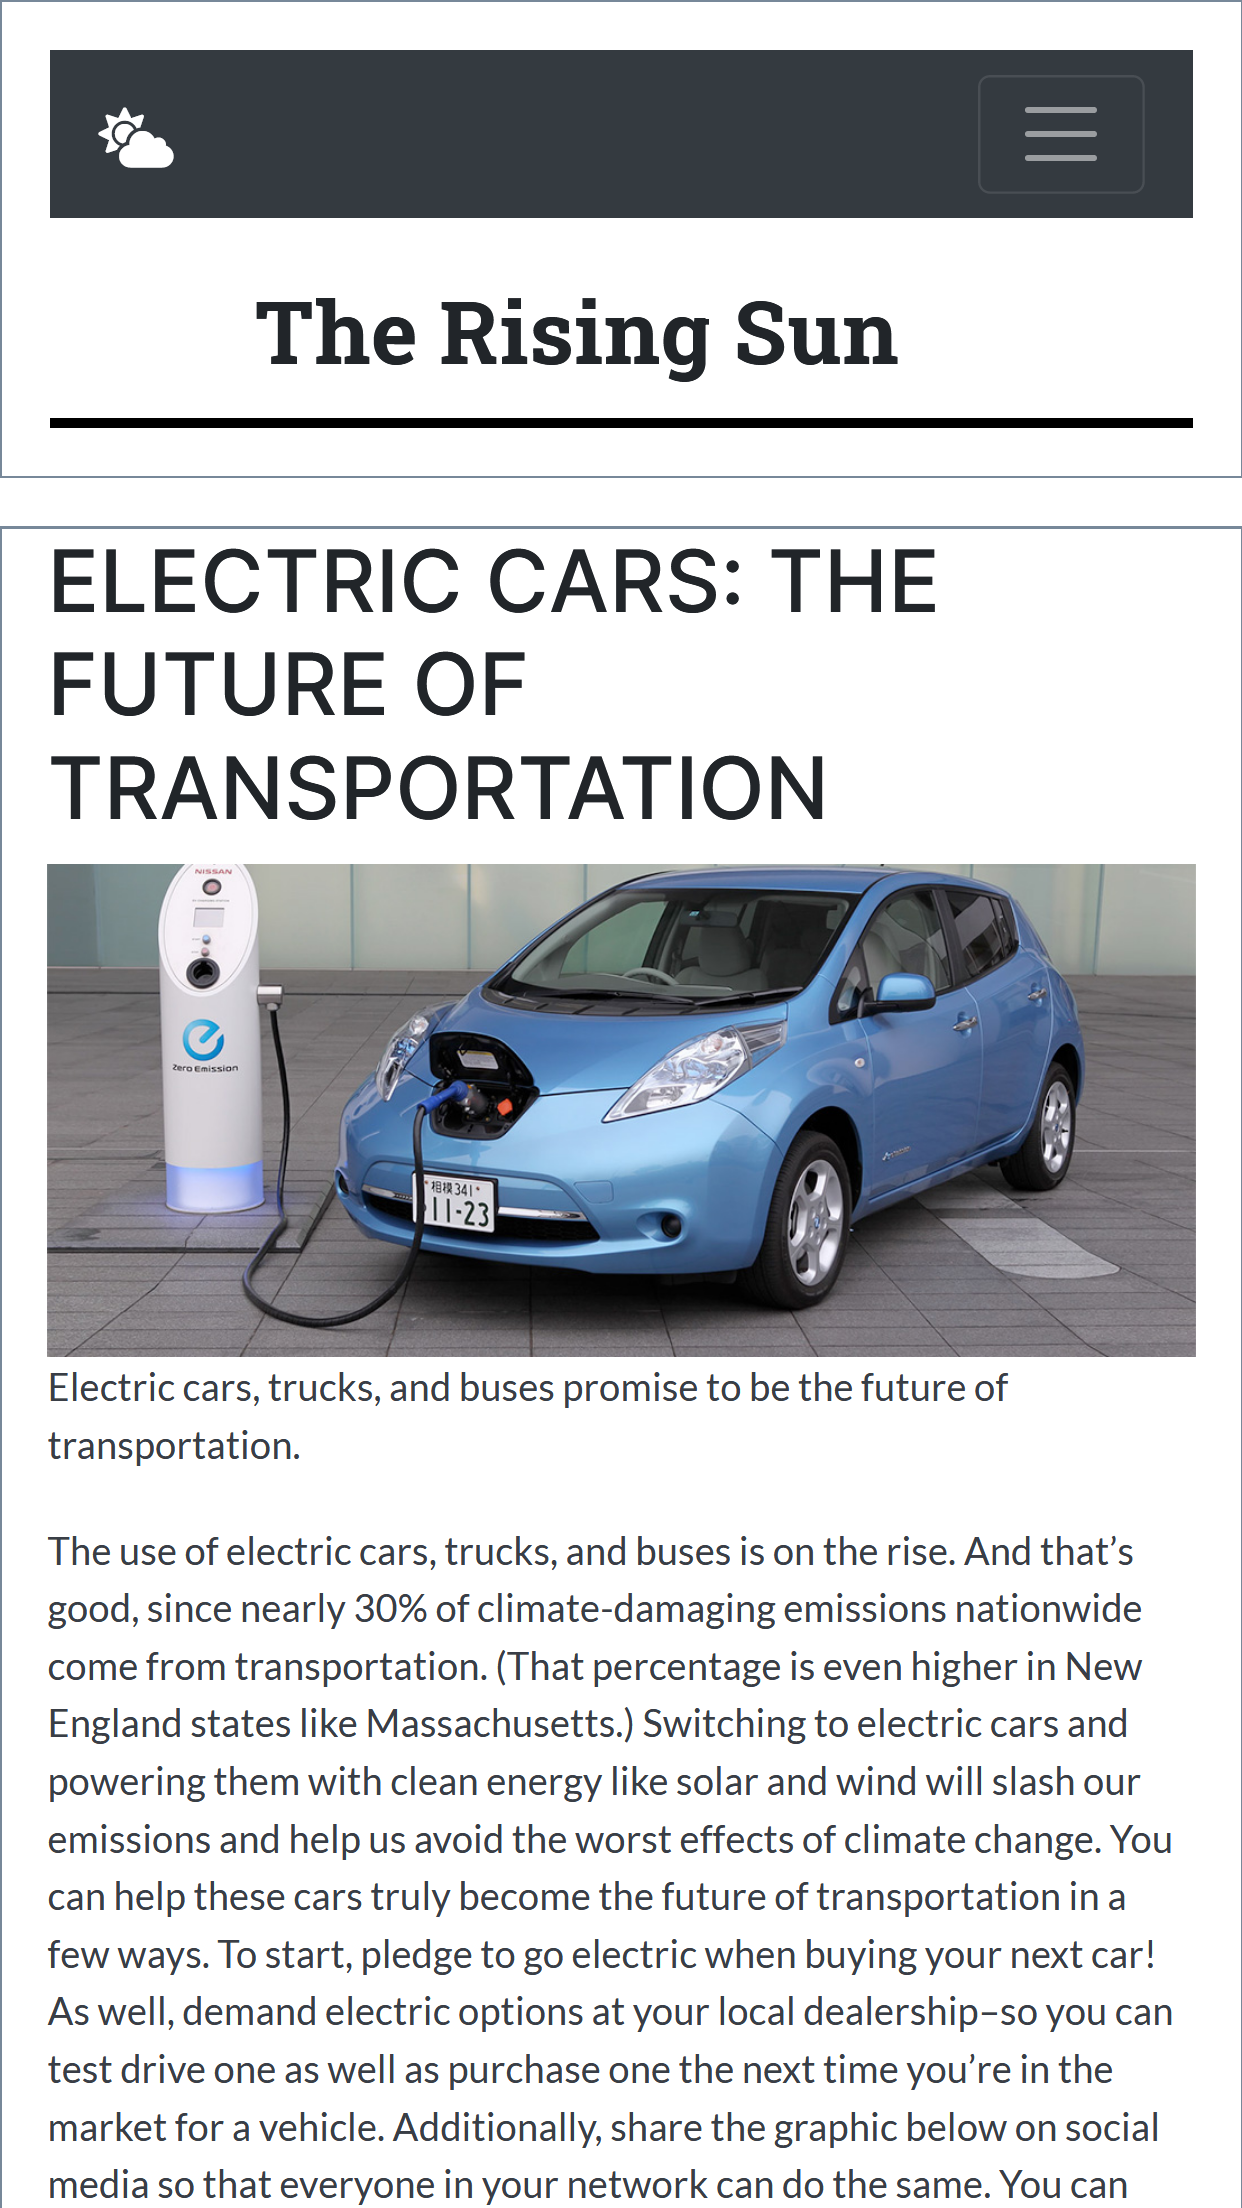 The Rising Sun
ELECTRIC CARS: THE
FUTURE OF
TRANSPORTATION
NISSAN
Zero Emission
相模 341
11-23
Electric cars, trucks, and buses promise to be the future of
transportation.
The use of electric cars, trucks, and buses is on the rise. And that’s
good, since nearly 30% of climate-damaging emissions nationwide
come from transportation. (That percentage is even higher in New
England states like Massachusetts.) Switching to electric cars and
powering them with clean energy like solar and wind will slash our
emissions and help us avoid the worst effects of climate change. You
can help these cars truly become the future of transportation in a
few ways. To start, pledge to go electric when buying your next car!
As well, demand electric options at your local dealership–so you can
test drive one as well as purchase one the next time you’re in the
market for a vehicle. Additionally, share the graphic below on social
media so that everyone in your network can do the same. You can